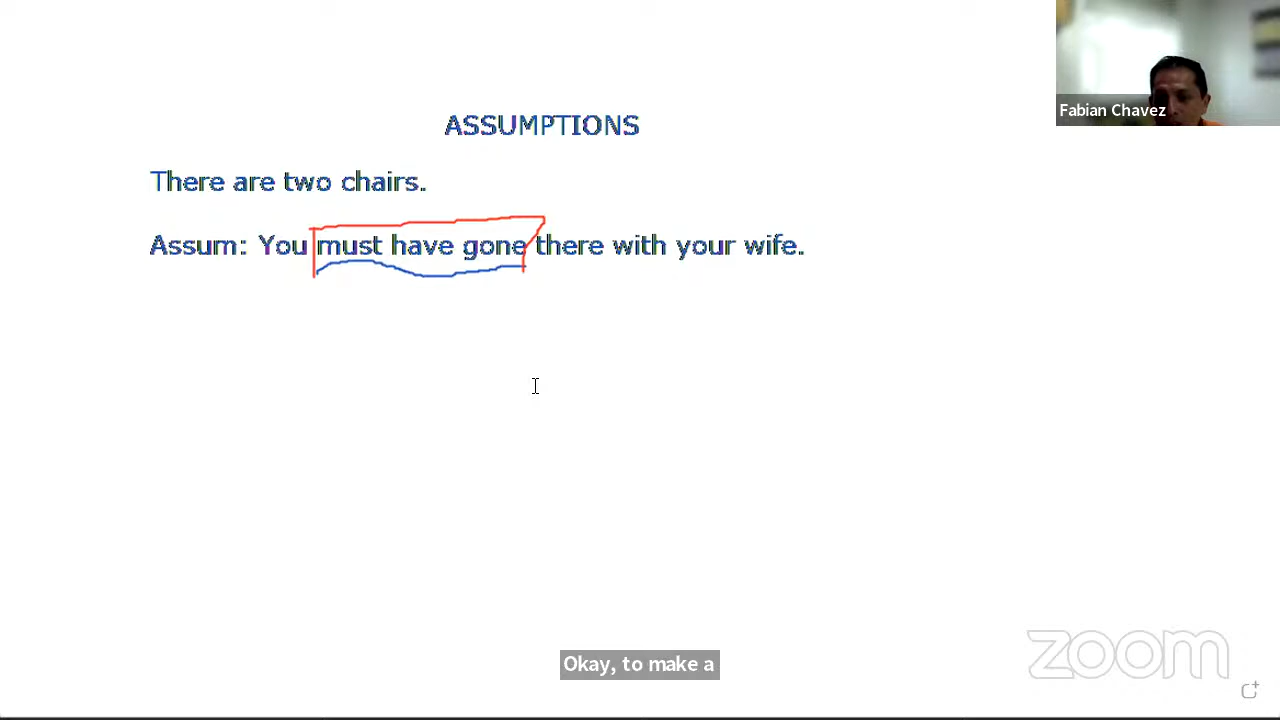 Fabian Chavez
ASSUMPTIONS
There are two chairs.
Assum: You must have gone there with your wife.
Okay, to make a
zoom